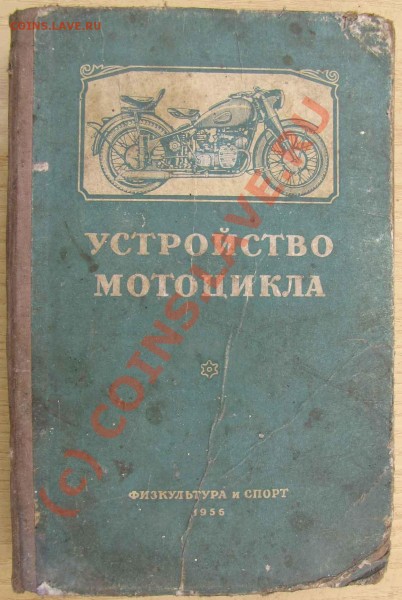 COINS.LAVE.RU
(c) COINS.LAVE.RU
УСТРОЙСТВО
МОТОЦИКЛА
ФИЗКУЛЬТУРА И СПОРТ
1956